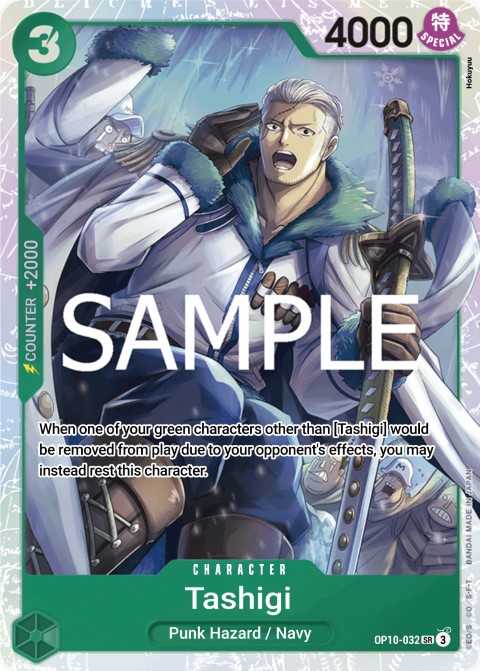 3
4000
特
SPECIAL
Hokuyuu
COUNTER +2000
SAMPLE
When one of your green characters other than [Tashigi] would
be removed from play due to your opponent's effects, you may
instead rest this character.
CHARACTER
Tashigi
Punk Hazard / Navy
OP10-032 SR 3
©E.O./S. ©O./S.·F·T· BANDAI MADE IN JAPAN